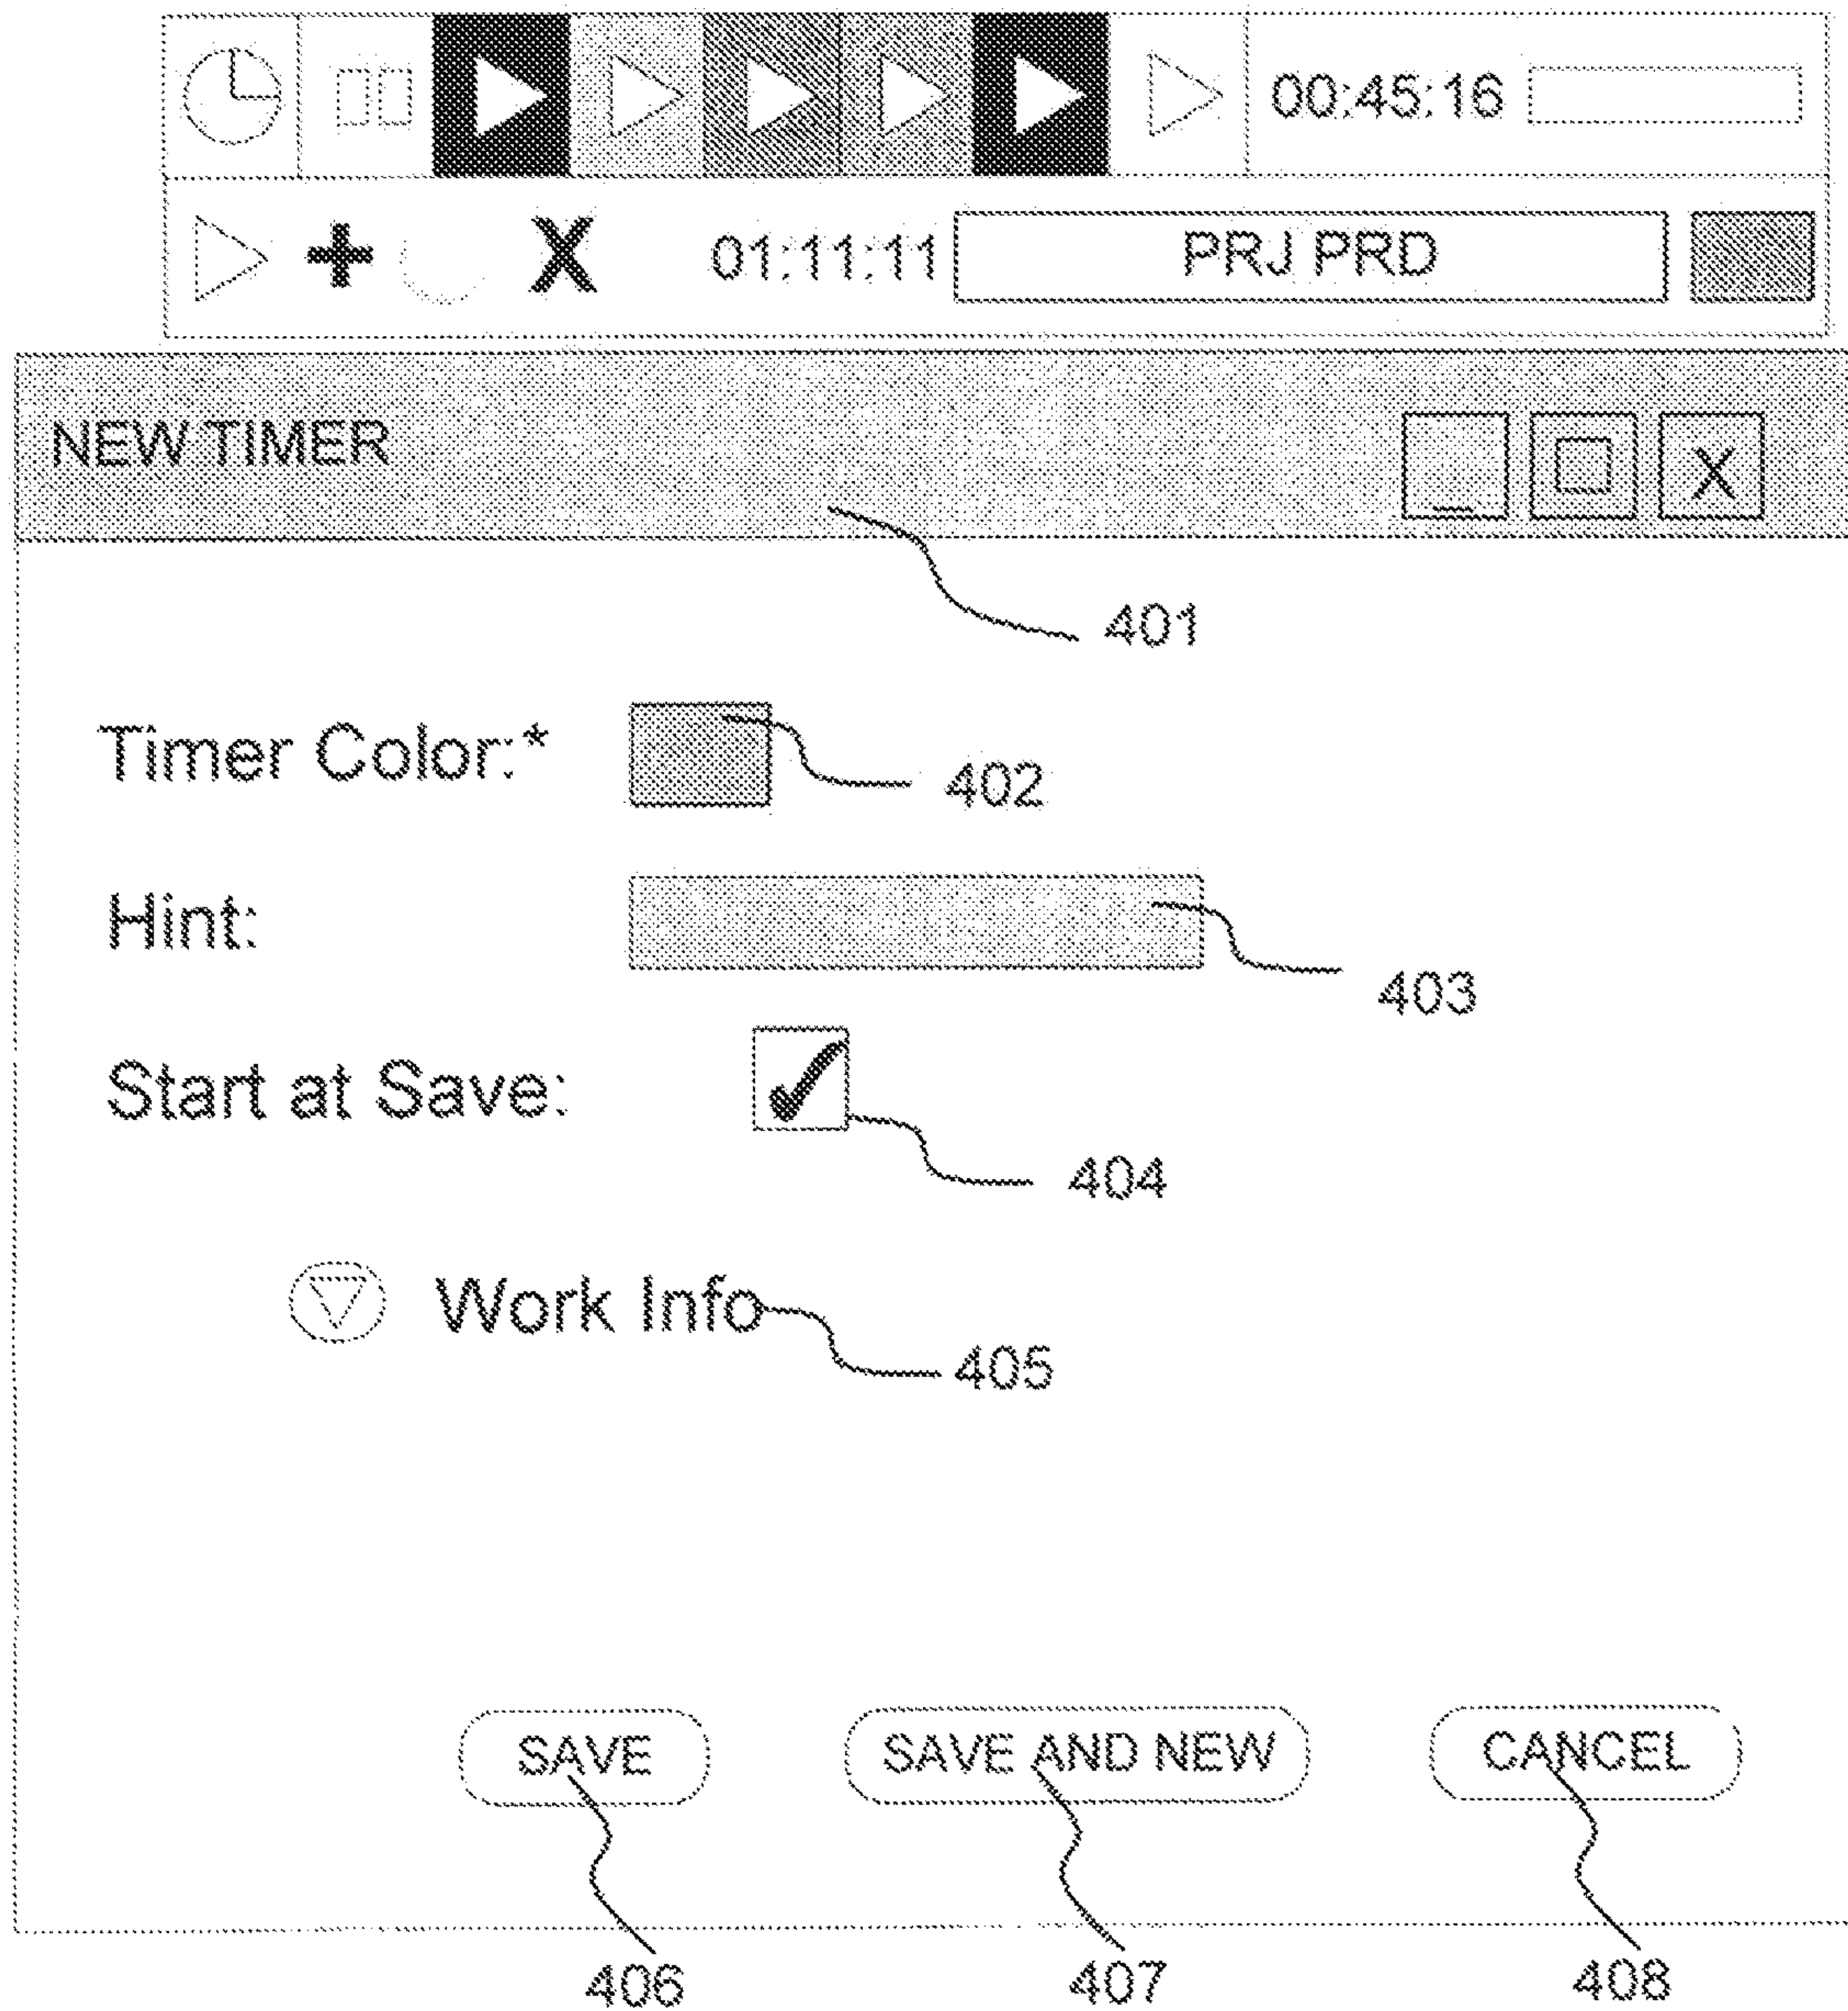 00:45:16
+ X 01:11:11 PRJ PRD
NEW TIMER _ X
401
Timer Color:*
402
Hint:
403
Start at Save:
404
Work Info
405
SAVE SAVE AND NEW CANCEL
406 407 408